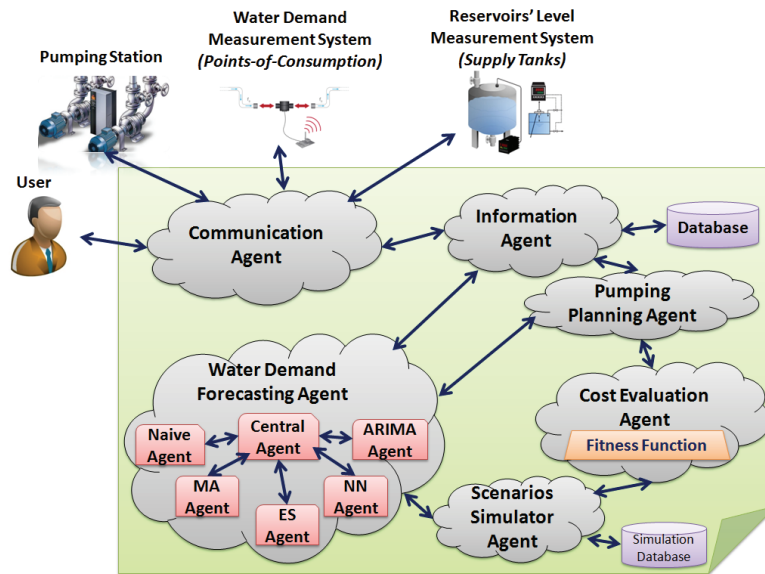 Pumping Station
Water Demand
Measurement System
(Points-of-Consumption)
Reservoirs’ Level
Measurement System
(Supply Tanks)
User
Communication
Agent
Information
Agent
Database
Pumping
Planning Agent
Water Demand
Forecasting Agent
Cost Evaluation
Agent
Fitness Function
Naive
Agent
Central
Agent
ARIMA
Agent
MA
Agent
ES
Agent
NN
Agent
Scenarios
Simulator
Agent
Simulation
Database